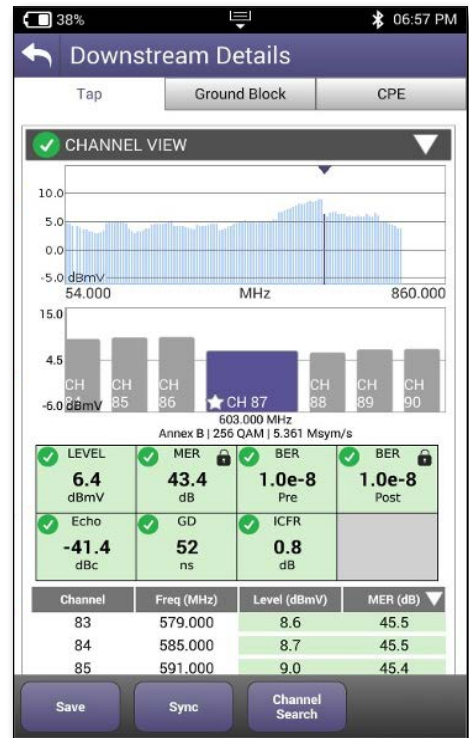 38% 06:57 PM
Downstream Details
Tap Ground Block CPE
CHANNEL VIEW
10.0
5.0
0.0
-5.0 dBmV
54.000 MHz 860.000
15.0
4.5
-6.0 dBmV
CH CH CH CH CH CH
85 86 CH 87 88 89 90
603.000 MHz
Annex B | 256 QAM | 5.361 Msym/s
LEVEL MER BER BER
6.4 43.4 1.0e-8 1.0e-8
dBmV dB Pre Post
Echo GD ICFR
-41.4 52 0.8
dBc ns dB
Channel Freq (MHz) Level (dBmV) MER (dB)
83 579.000 8.6 45.5
84 585.000 8.7 45.5
85 591.000 9.0 45.4
Save Sync Channel
Search